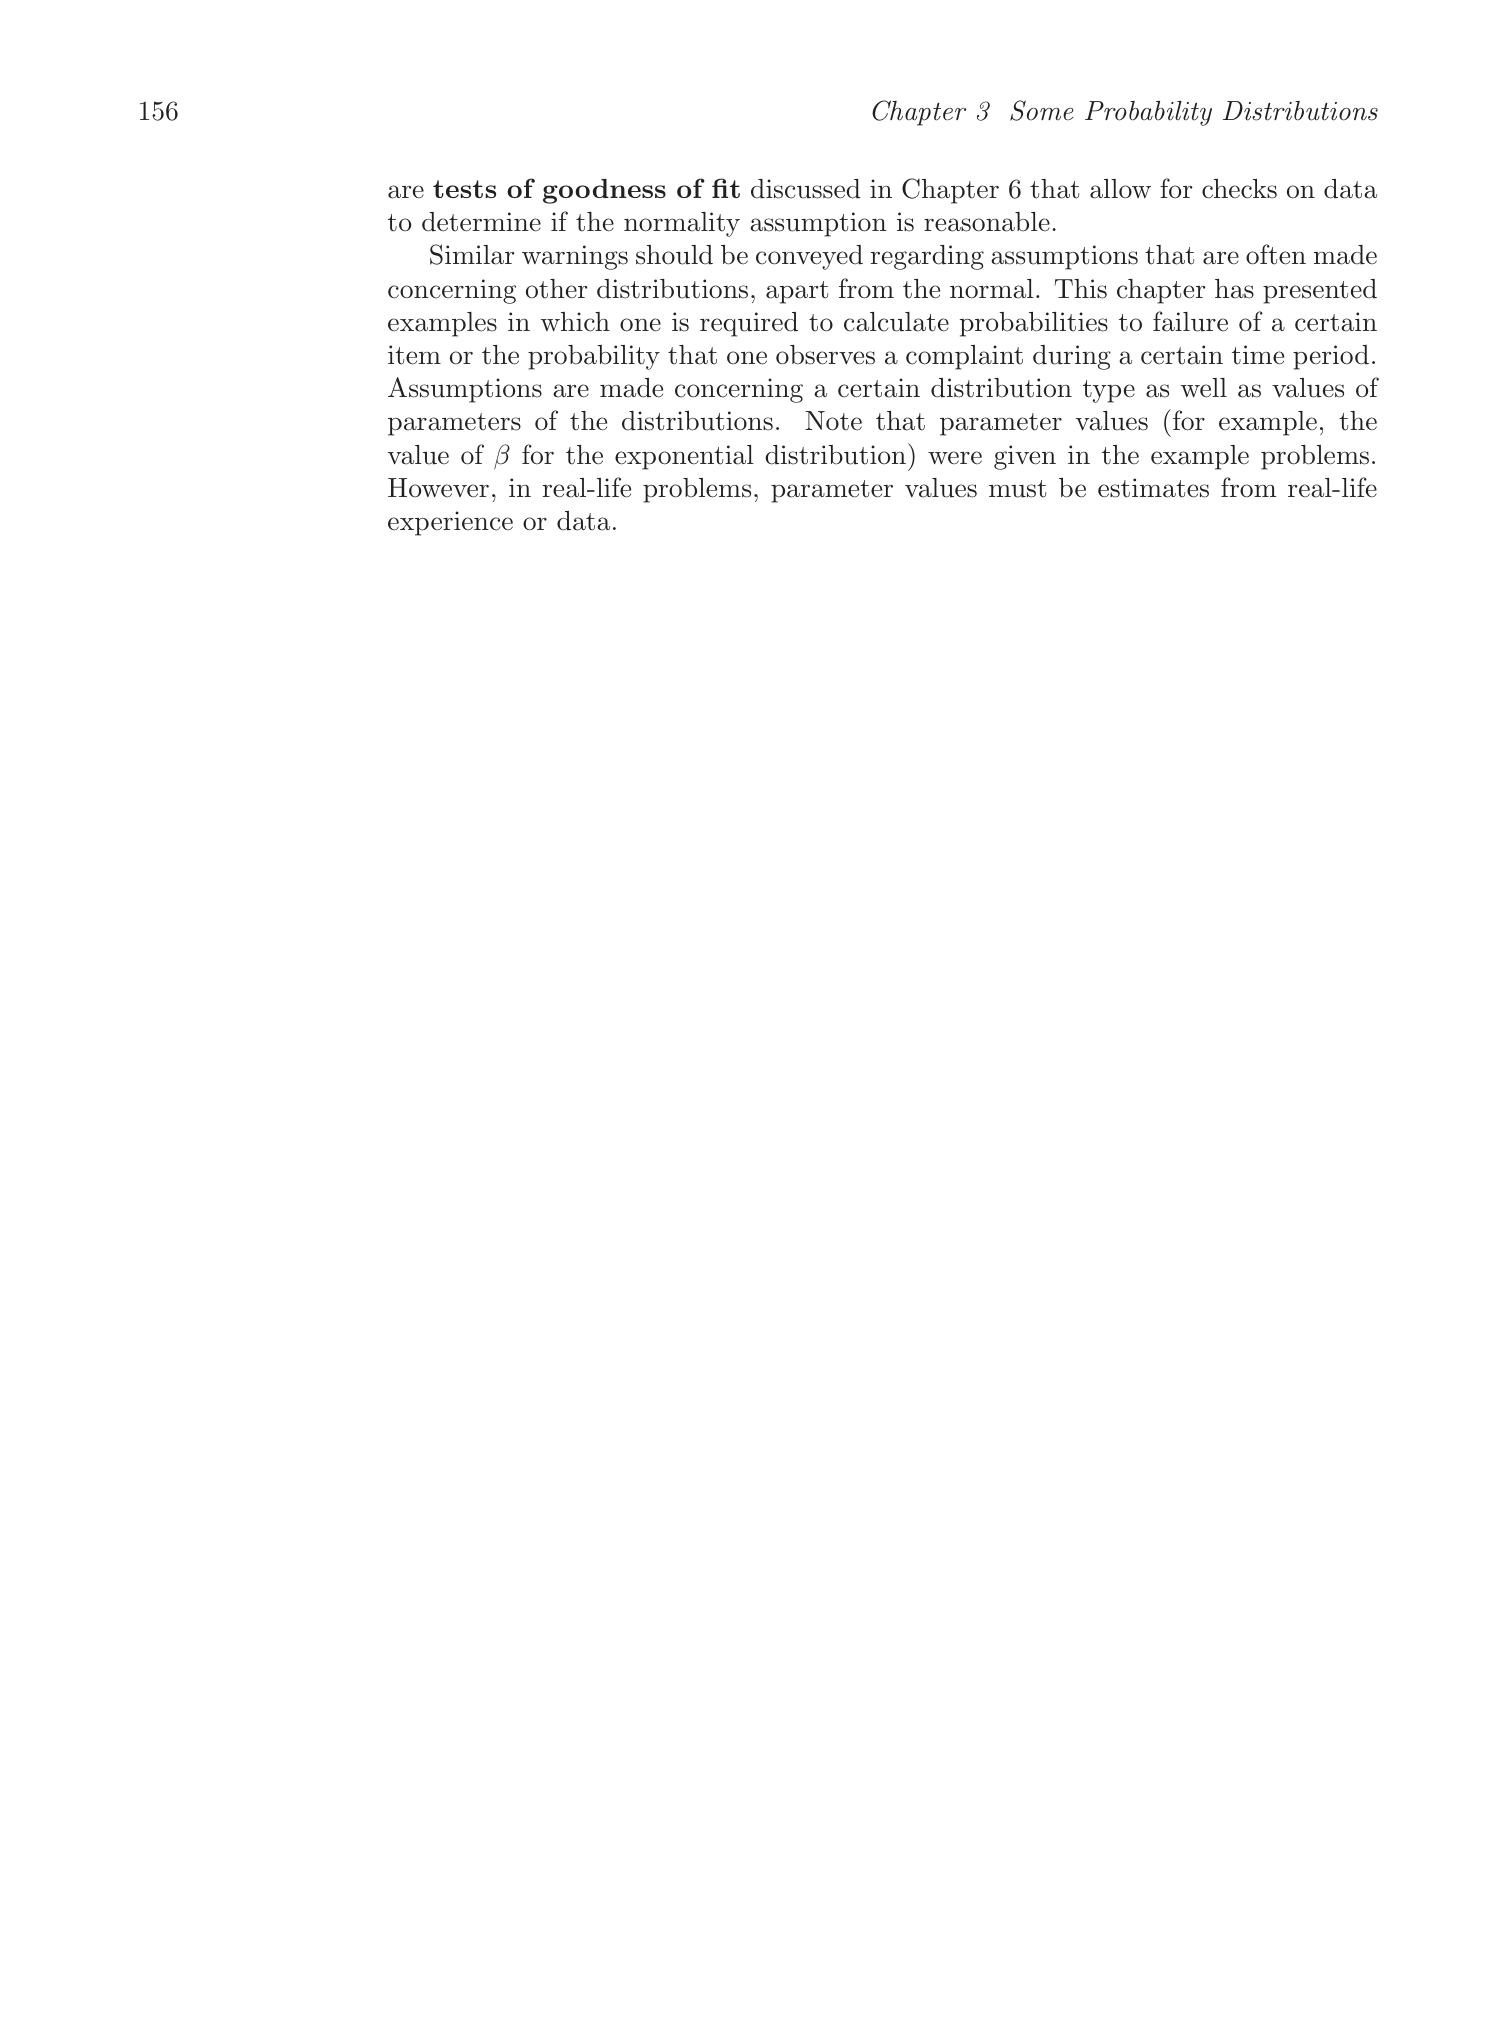 156 Chapter 3 Some Probability Distributions
are tests of goodness of fit discussed in Chapter 6 that allow for checks on data
to determine if the normality assumption is reasonable.
Similar warnings should be conveyed regarding assumptions that are often made
concerning other distributions, apart from the normal. This chapter has presented
examples in which one is required to calculate probabilities to failure of a certain
item or the probability that one observes a complaint during a certain time period.
Assumptions are made concerning a certain distribution type as well as values of
parameters of the distributions. Note that parameter values (for example, the
value of β for the exponential distribution) were given in the example problems.
However, in real-life problems, parameter values must be estimates from real-life
experience or data.